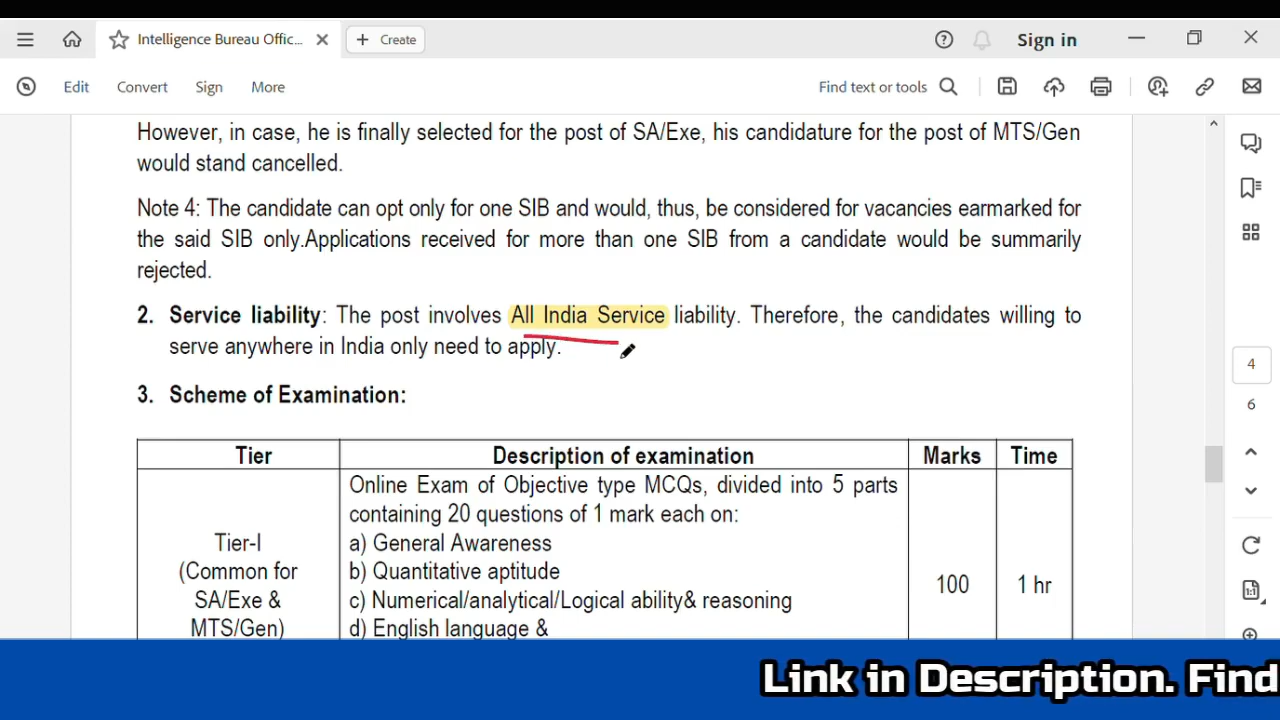 Intelligence Bureau Offic...
Create
Sign in
Edit
Convert
Sign
More
Find text or tools
However, in case, he is finally selected for the post of SA/Exe, his candidature for the post of MTS/Gen
would stand cancelled.
Note 4: The candidate can opt only for one SIB and would, thus, be considered for vacancies earmarked for
the said SIB only.Applications received for more than one SIB from a candidate would be summarily
rejected.
2. Service liability: The post involves All India Service liability. Therefore, the candidates willing to
serve anywhere in India only need to apply.
3. Scheme of Examination:
Tier
Description of examination
Marks
Time
Tier-I
(Common for
SA/Exe &
MTS/Gen)
Online Exam of Objective type MCQs, divided into 5 parts
containing 20 questions of 1 mark each on:
a) General Awareness
b) Quantitative aptitude
c) Numerical/analytical/Logical ability& reasoning
d) English language &
100
1 hr
4
6
1:1
Link in Description. Find